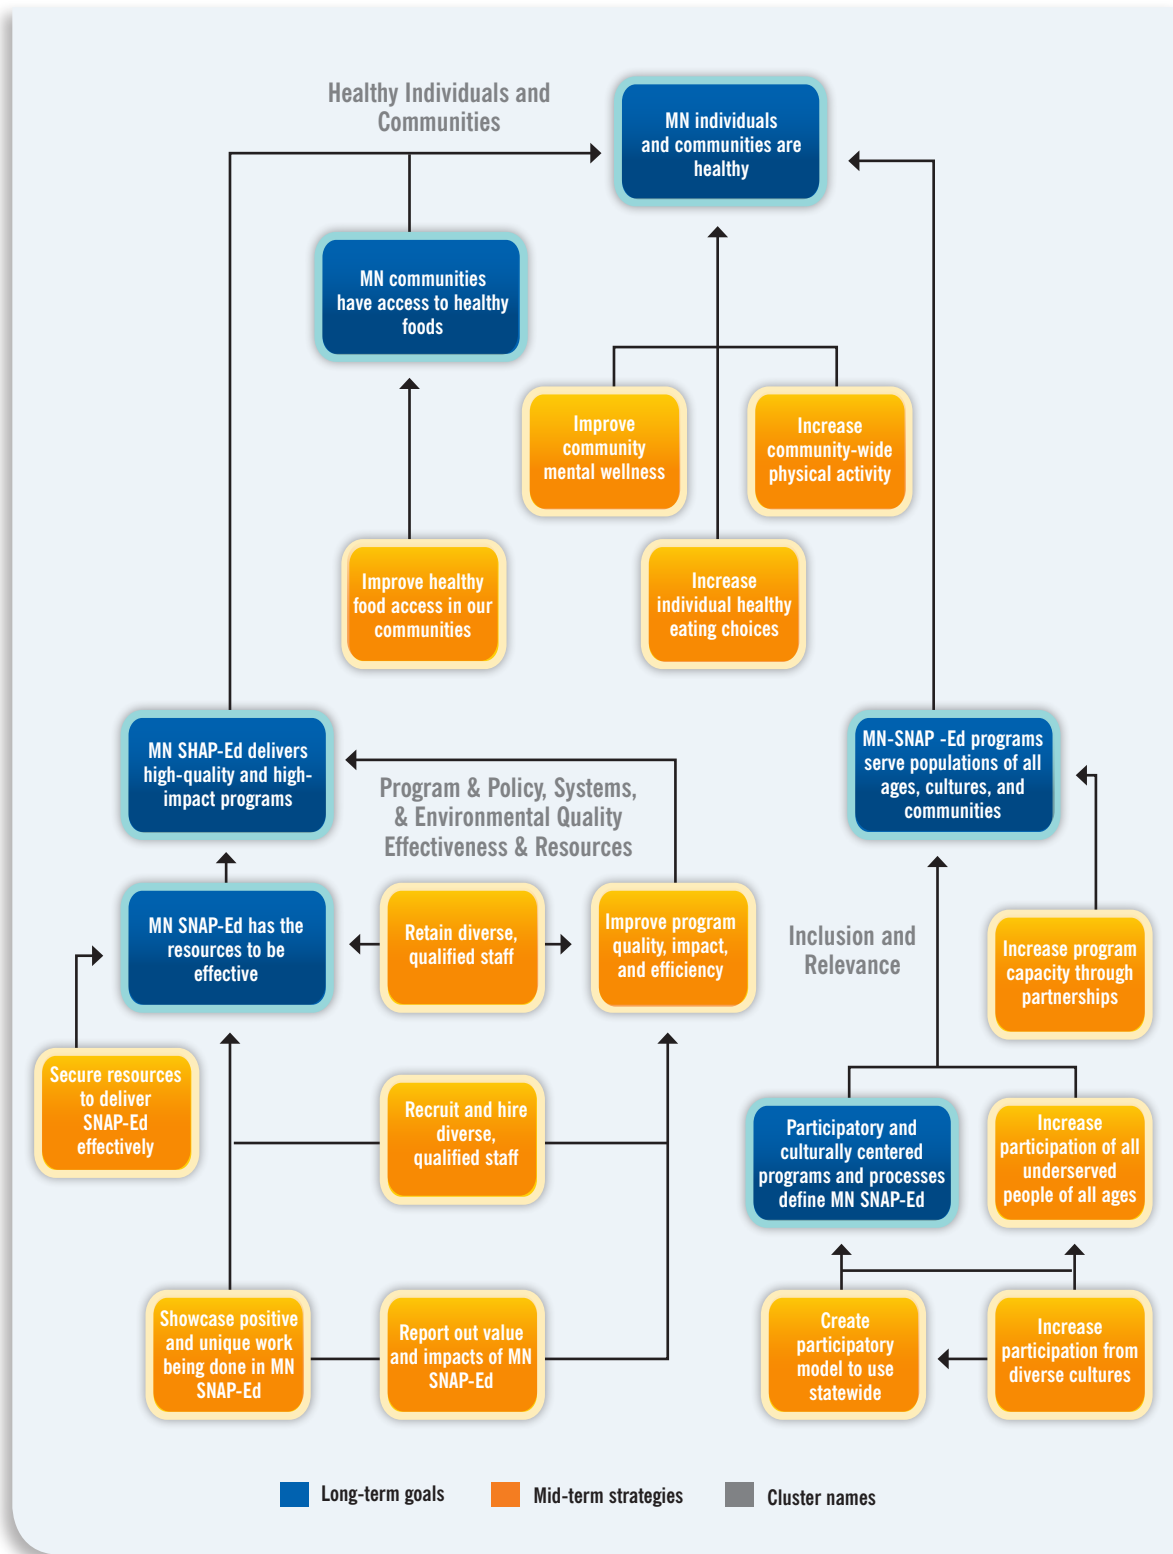 Healthy Individuals and
Communities
MN individuals
and communities are
healthy
MN communities
have access to healthy
foods
Improve
community
mental wellness
Increase
community-wide
physical activity
Improve healthy
food access in our
communities
Increase
individual healthy
eating choices
MN SHAP-Ed delivers
high-quality and high-
impact programs
Program & Policy, Systems,
& Environmental Quality
Effectiveness & Resources
MN-SNAP -Ed programs
serve populations of all
ages, cultures, and
communities
MN SNAP-Ed has the
resources to be
effective
Retain diverse,
qualified staff
Improve program
quality, impact,
and efficiency
Inclusion and
Relevance
Increase program
capacity through
partnerships
Secure resources
to deliver
SNAP-Ed
effectively
Recruit and hire
diverse,
qualified staff
Participatory and
culturally centered
programs and processes
define MN SNAP-Ed
Increase
participation of all
underserved
people of all ages
Showcase positive
and unique work
being done in MN
SNAP-Ed
Report out value
and impacts of MN
SNAP-Ed
Create
participatory
model to use
statewide
Increase
participation from
diverse cultures
Long-term goals
Mid-term strategies
Cluster names